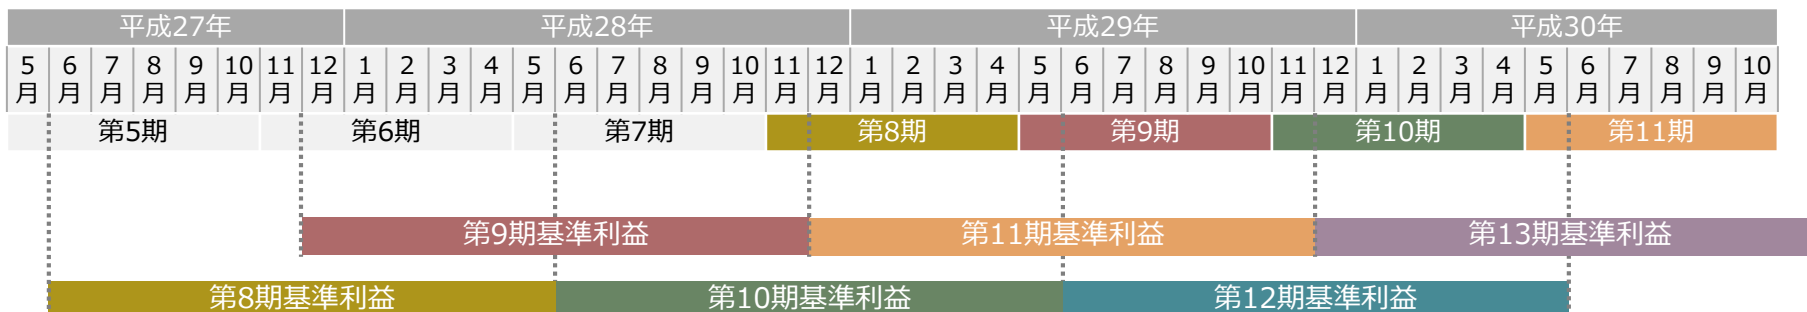 平成27年 平成28年 平成29年 平成30年
5月 6月 7月 8月 9月 10月 11月 12月 1月 2月 3月 4月 5月 6月 7月 8月 9月 10月 11月 12月 1月 2月 3月 4月 5月 6月 7月 8月 9月 10月 11月 12月 1月 2月 3月 4月 5月 6月 7月 8月 9月 10月
第5期 第6期 第7期 第8期 第9期 第10期 第11期
第9期基準利益 第11期基準利益 第13期基準利益
第8期基準利益 第10期基準利益 第12期基準利益